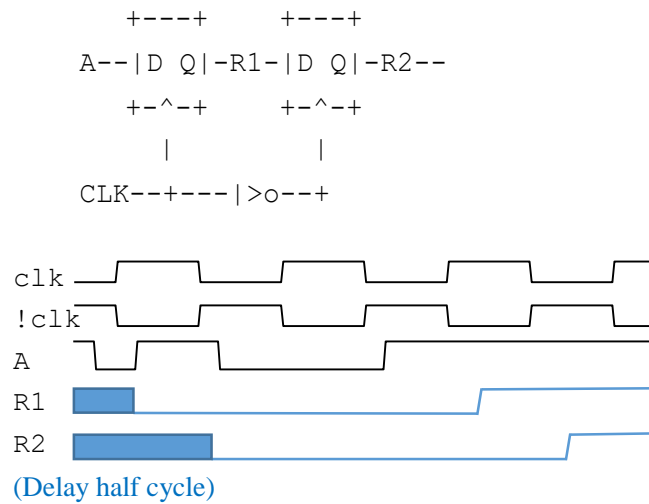 +---+ +---+
A--|D Q|-R1-|D Q|-R2--
+-^-+ +-^-+
| |
CLK--+---|>o--+
clk
!clk
A
R1
R2
(Delay half cycle)